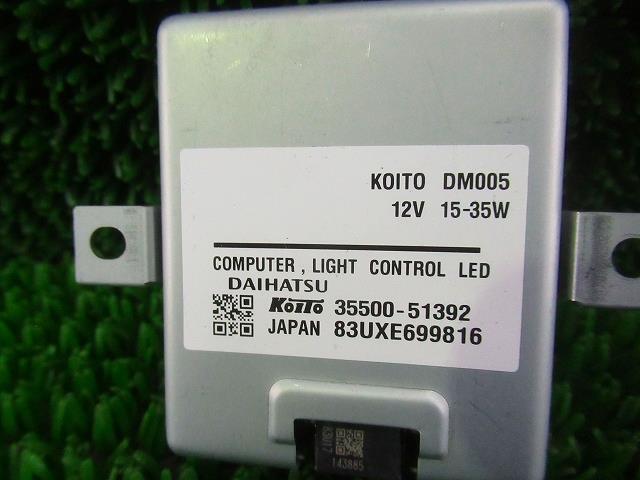 KOITO DM005
12V 15-35W
COMPUTER , LIGHT CONTROL LED
DAIHATSU
KOITO 35500-51392
JAPAN 83UXE699816
143885